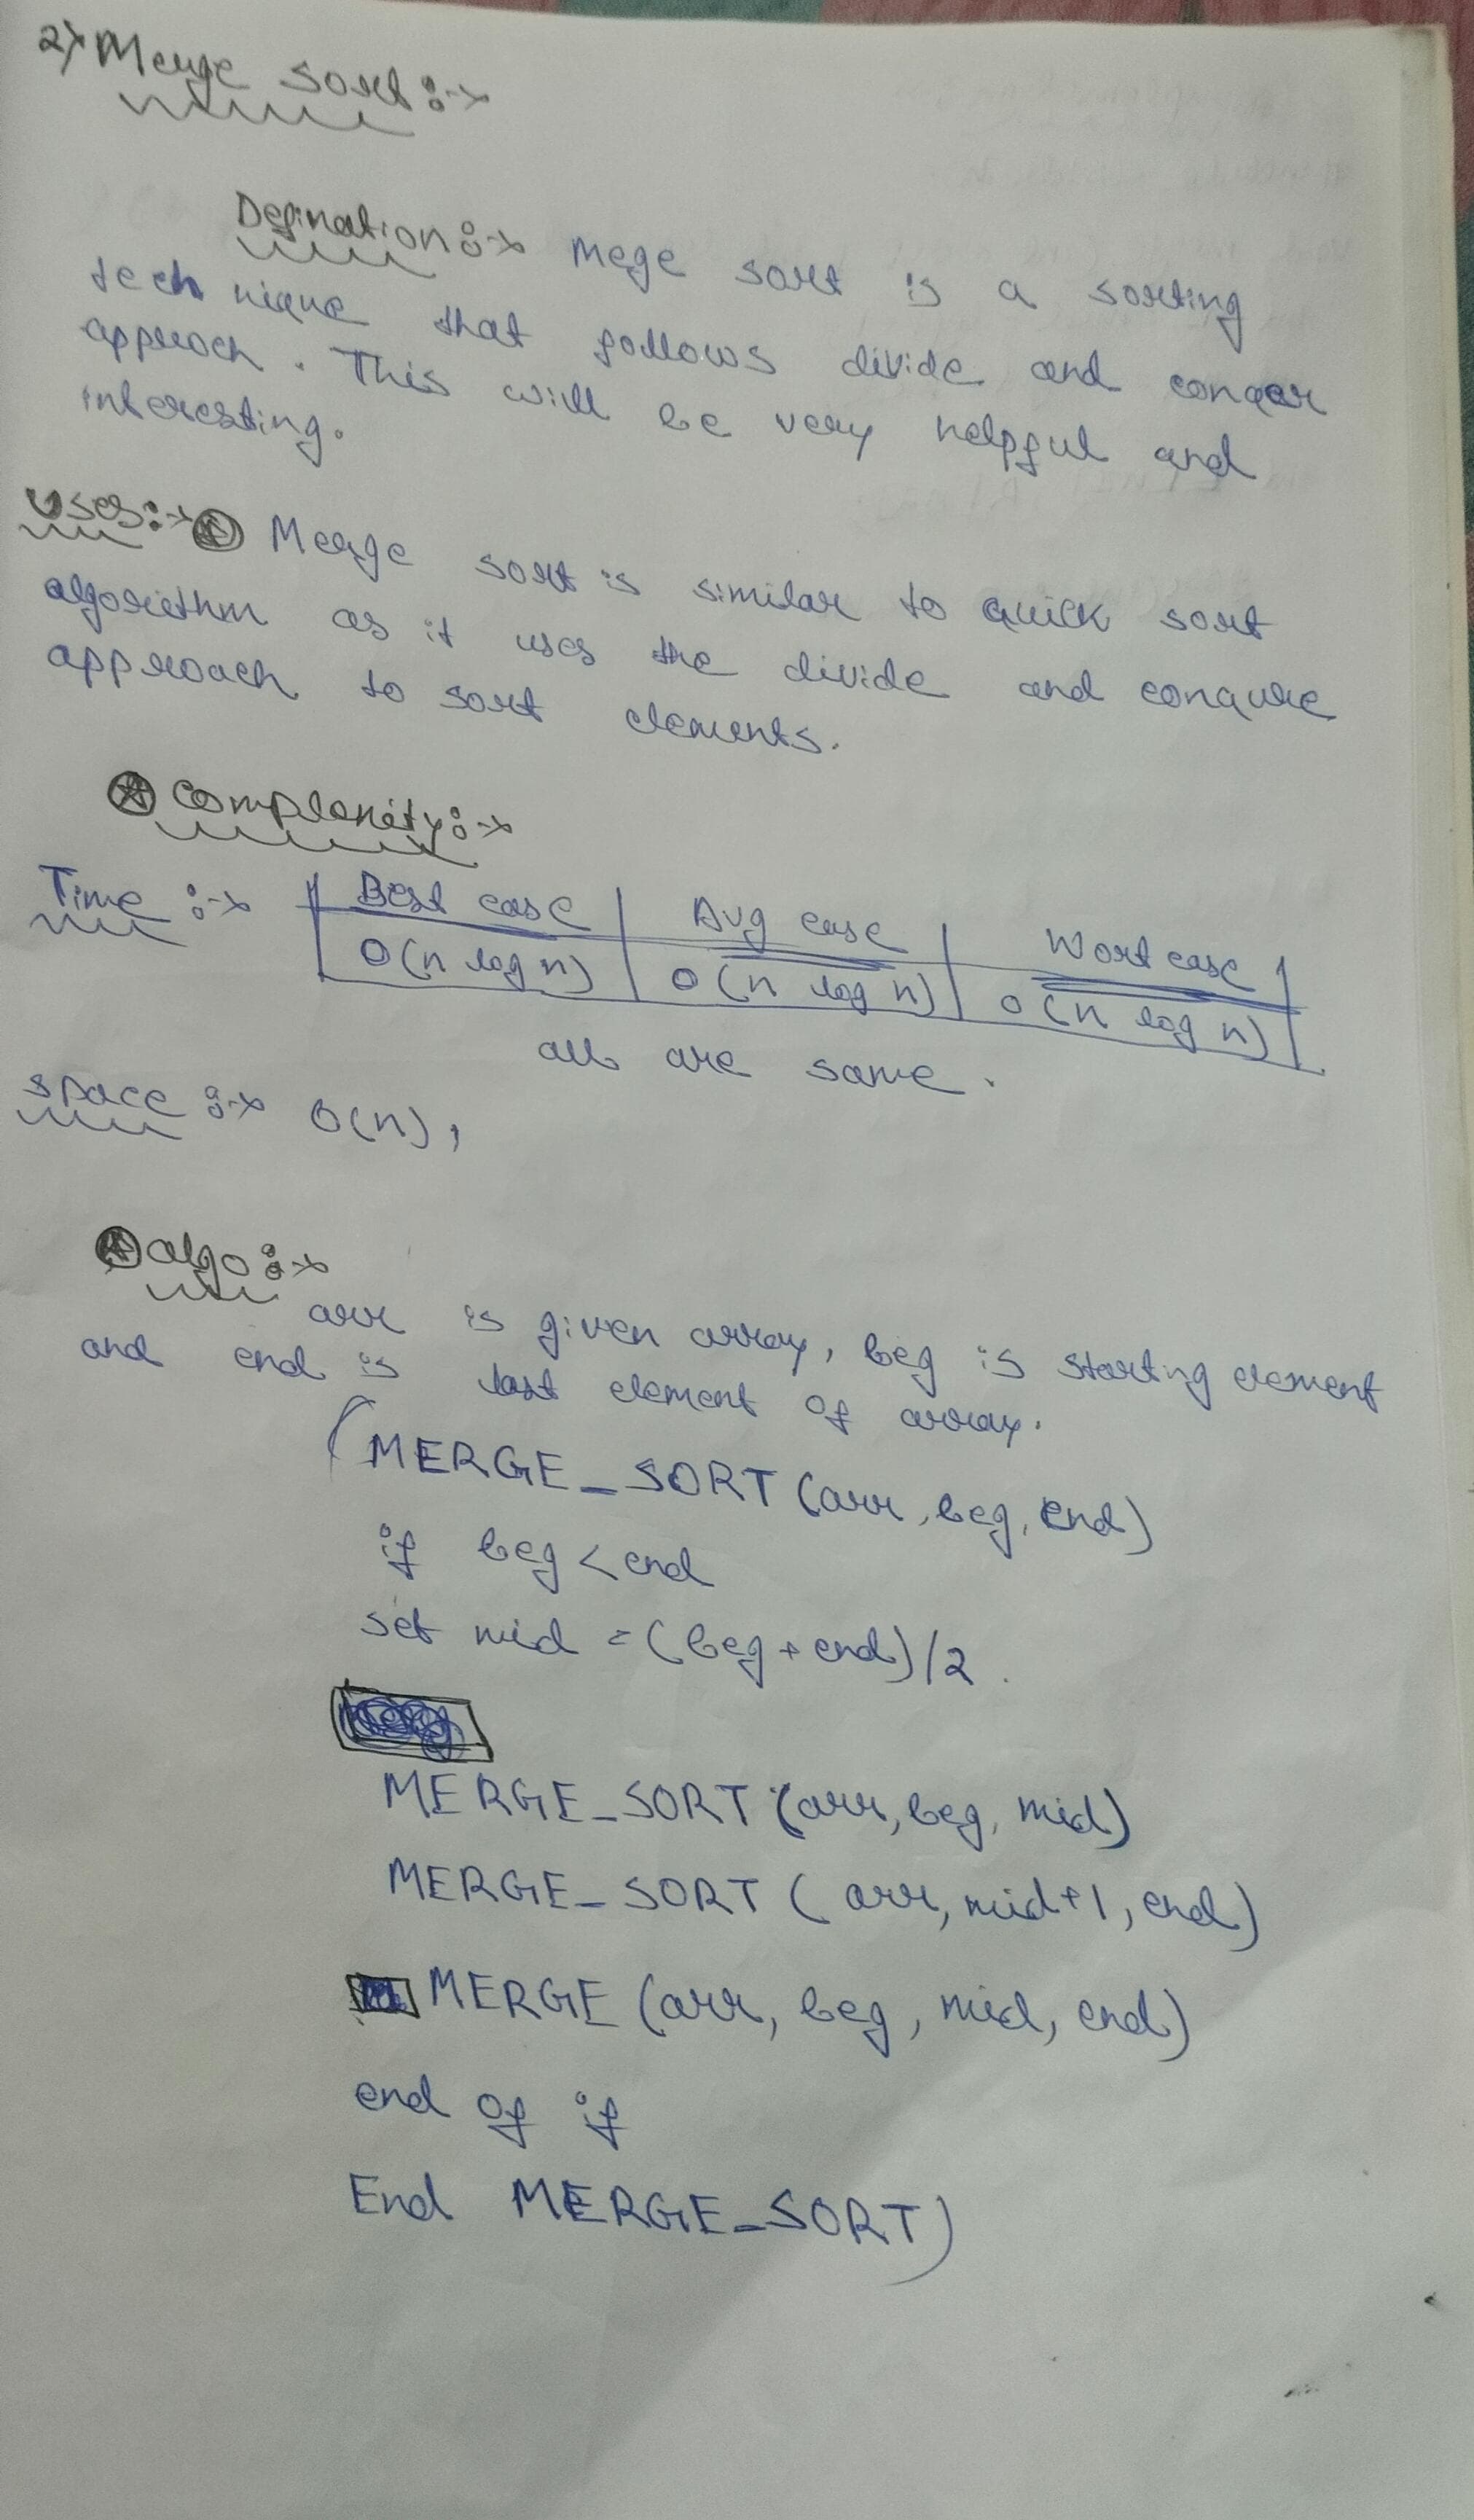 2) Merge sort :->
Defination :-> Mege sort is a sorting
technique that follows divide and conqer
approch. This will be very helpful and
interesting.
Uses :-> Merge sort is similar to quick sort
algorithm as it uses the divide and conqure
approach to sort elements.
Complexity :->
Time :-> Best case | Avg case | Wort case
O(n log n) | O(n log n) | O(n log n)
all are same.
space :-> O(n),
algo :->
arr is given array, beg is starting element
and end is last element of array.
(MERGE_SORT (arr, beg, end)
if beg < end
set mid = (beg + end)/2.
MERGE_SORT (arr, beg, mid)
MERGE_SORT (arr, mid+1, end)
MERGE (arr, beg, mid, end)
end of if
End MERGE_SORT)